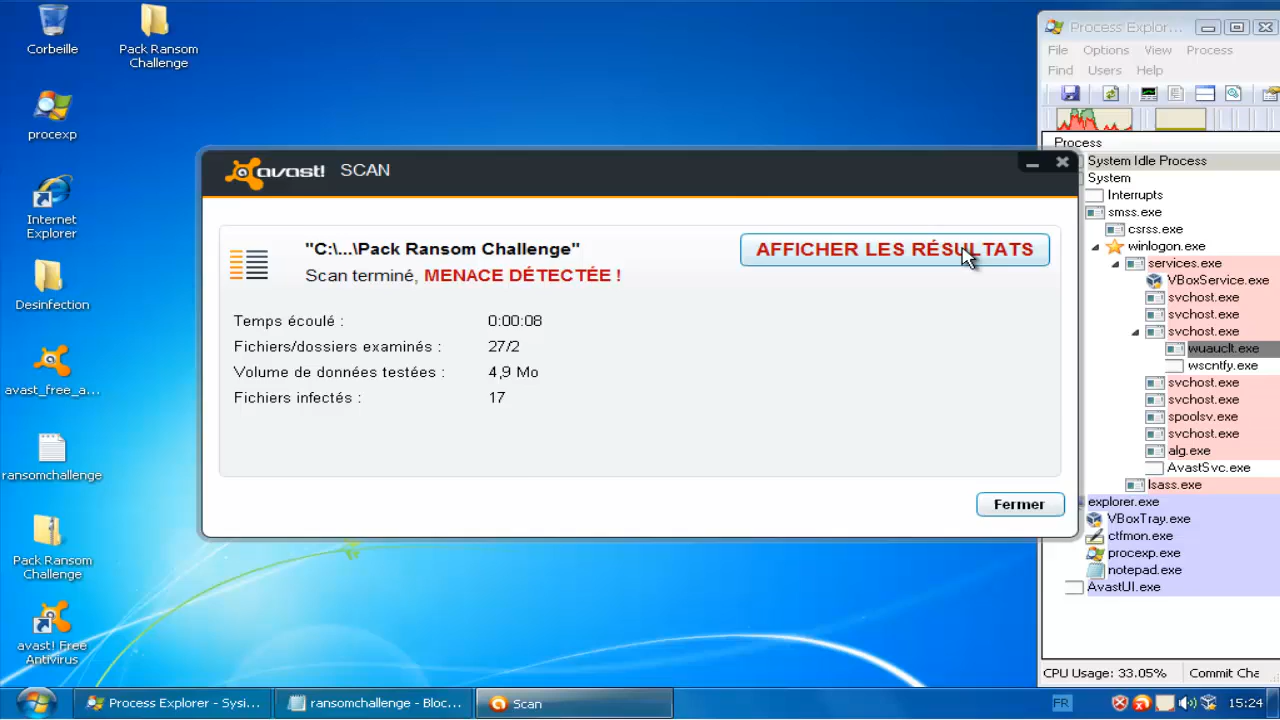 Corbeille
Pack Ransom
Challenge
procexp
Internet
Explorer
Desinfection
avast_free_a...
ransomchallenge
Pack Ransom
Challenge
avast! Free
Antivirus
avast! SCAN
"C:\...\Pack Ransom Challenge"
Scan terminé, MENACE DÉTECTÉE !
AFFICHER LES RÉSULTATS
Temps écoulé : 0:00:08
Fichiers/dossiers examinés : 27/2
Volume de données testées : 4,9 Mo
Fichiers infectés : 17
Fermer
Process Explor...
File Options View Process
Find Users Help
Process
System Idle Process
System
Interrupts
smss.exe
csrss.exe
winlogon.exe
services.exe
VBoxService.exe
svchost.exe
svchost.exe
svchost.exe
wuauclt.exe
wscntfy.exe
svchost.exe
svchost.exe
spoolsv.exe
svchost.exe
alg.exe
AvastSvc.exe
lsass.exe
explorer.exe
VBoxTray.exe
ctfmon.exe
procexp.exe
notepad.exe
AvastUI.exe
CPU Usage: 33.05% Commit Cha
Process Explorer - Sysi...
ransomchallenge - Bloc...
Scan
FR
15:24